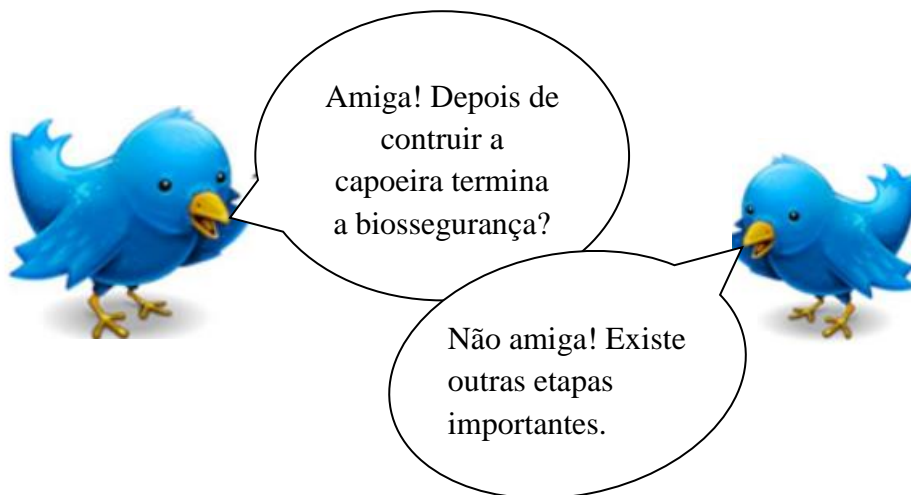 Amiga! Depois de
contruir a
capoeira termina
a biossegurança?
Não amiga! Existe
outras etapas
importantes.